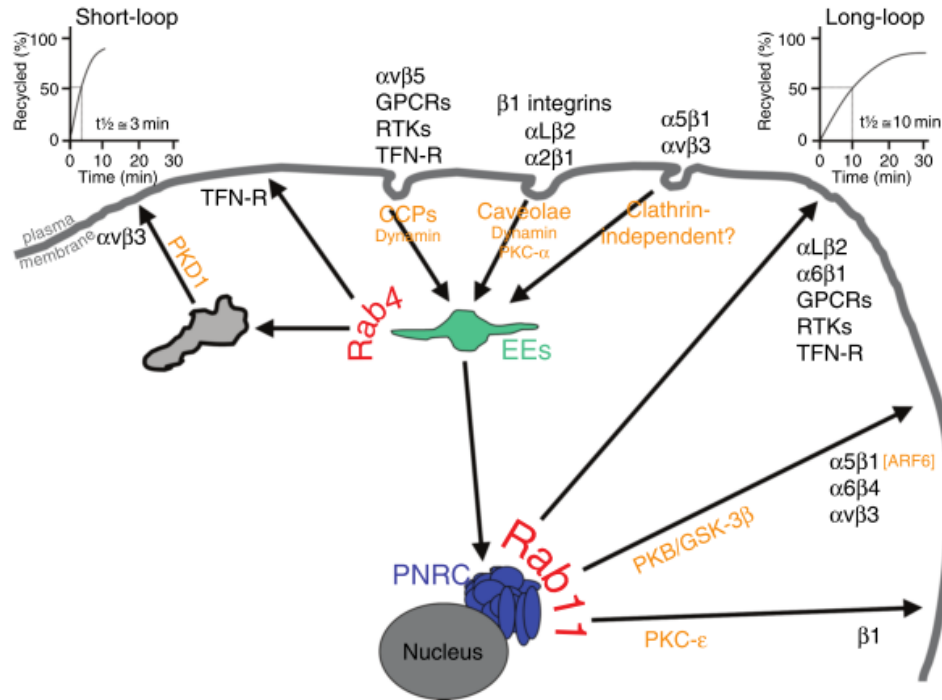 Short-loop
Recycled (%)
100
50
0
t½ ≅ 3 min
0 10 20 30
Time (min)
Long-loop
Recycled (%)
100
50
0
t½ ≅ 10 min
0 10 20 30
Time (min)
αvβ5
GPCRs
RTKs
TFN-R
β1 integrins
αLβ2
α2β1
α5β1
αvβ3
plasma
membrane
αvβ3
PKD1
TFN-R
CCPs
Dynamin
Caveolae
Dynamin
PKC-α
Clathrin-
independent?
Rab4
EEs
αLβ2
α6β1
GPCRs
RTKs
TFN-R
α5β1 [ARF6]
α6β4
αvβ3
PKB/GSK-3β
Rab11
PNRC
Nucleus
PKC-ε
β1